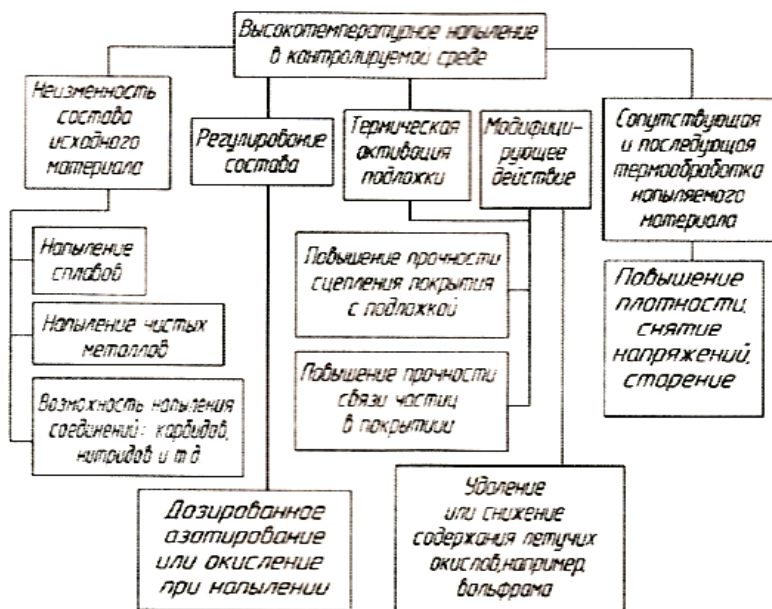 Высокотемпературное напыление
в контролируемой среде
Неизменность
состава
исходного
материала
Регулирование
состава
Термическая
активация
подложки
Модифици-
рующее
действие
Сопутствующая
и последующая
термообработка
напыляемого
материала
Напыление
сплавов
Напыление чистых
металлов
Возможность напыления
соединений: карбидов,
нитридов и т д
Повышение прочности
сцепления покрытия
с подложкой
Повышение прочности
связи частиц
в покрытиии
Повышение
плотности,
снятие
напряжений,
старение
Дозированное
азотирование
или окисление
при напылении
Удаление
или снижение
содержания летучих
окислов,например,
вольфрама